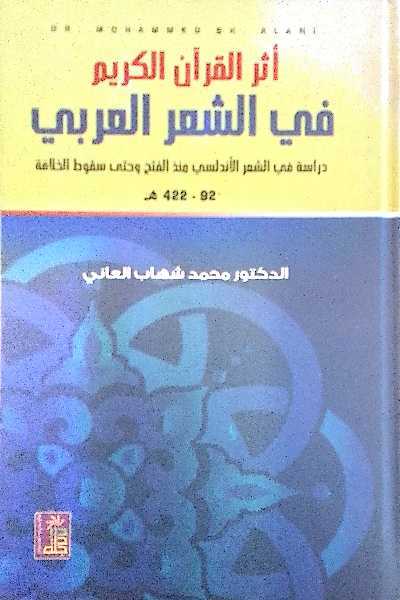 DR. MOHAMMED SH. ALANI
أثر القرآن الكريم
في الشعر العربي
دراسة في الشعر الأندلسي منذ الفتح وحتى سقوط الخلافة
92 - 422 هـ
الدكتور محمد شهاب العاني